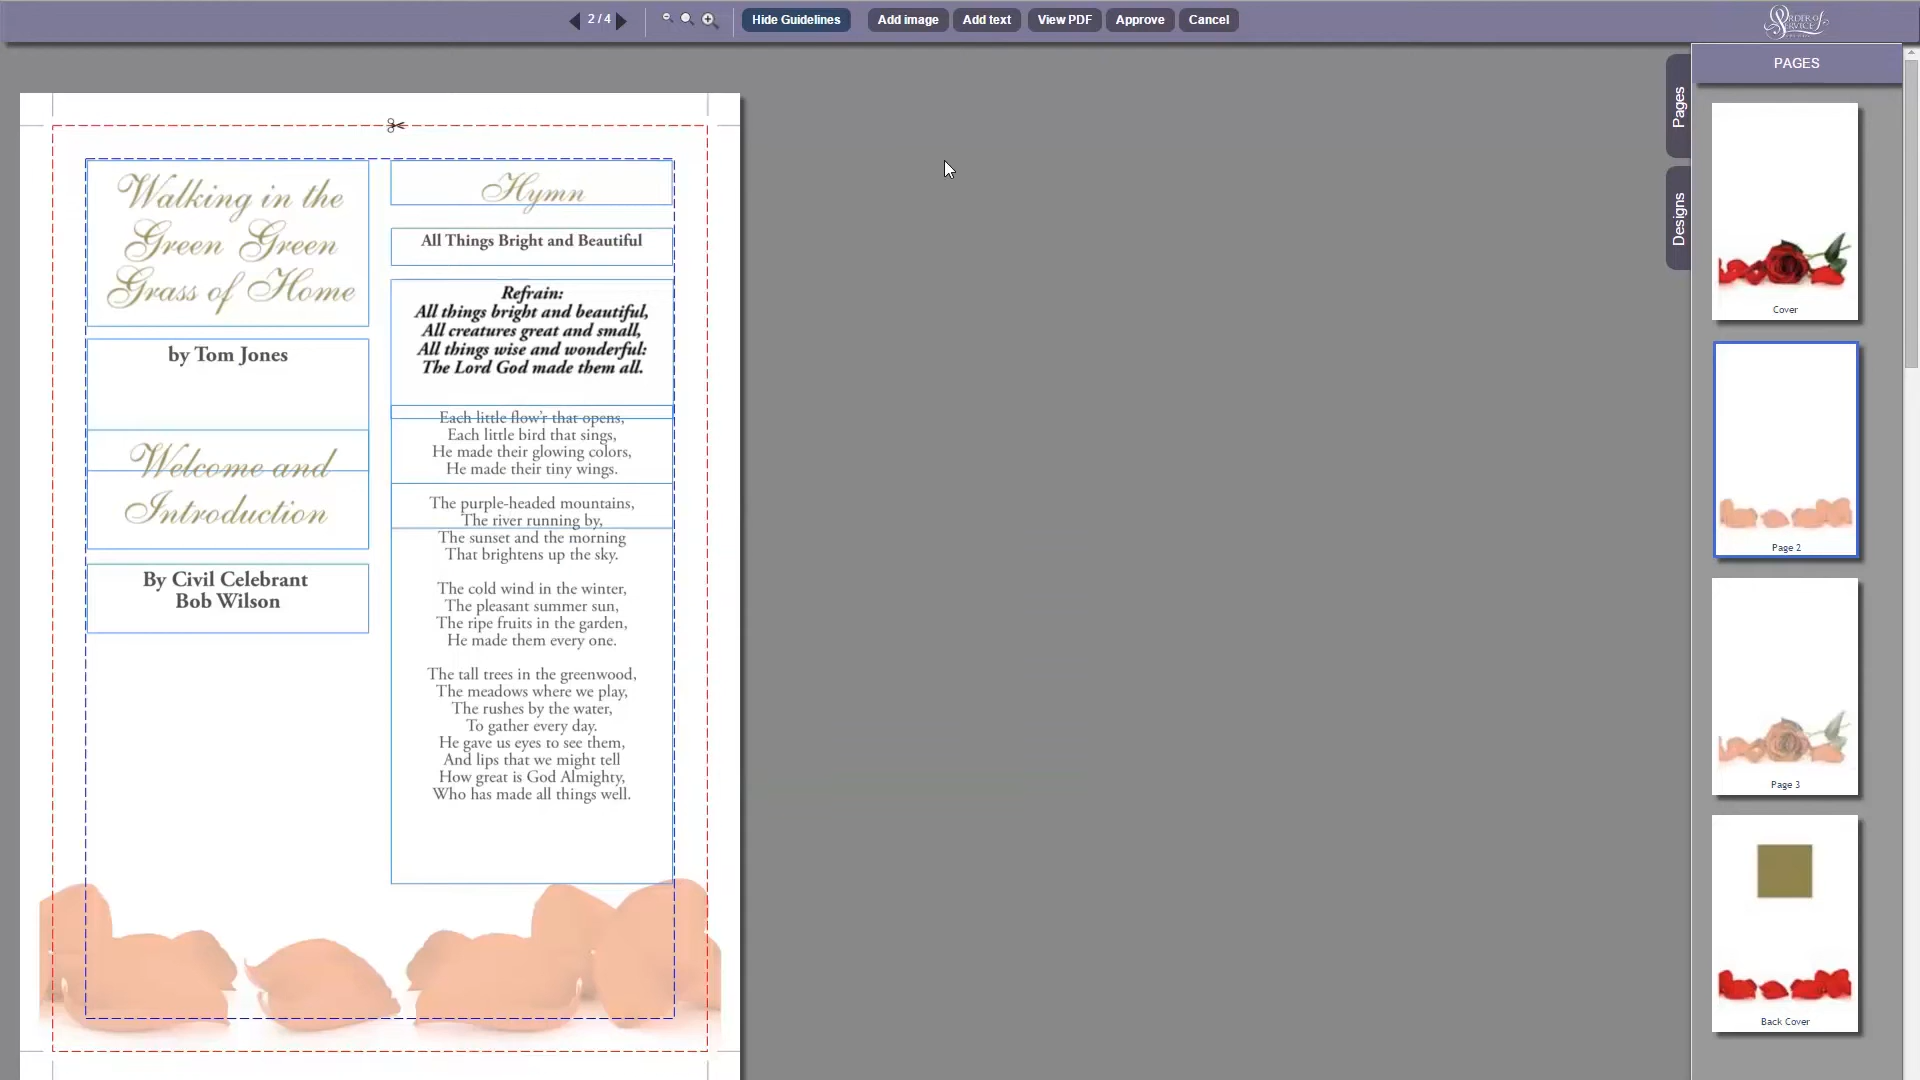 2 / 4
Hide Guidelines
Add image
Add text
View PDF
Approve
Cancel
ORDER OF
SERVICE
PAGES
Pages
Designs
Walking in the
Green Green
Grass of Home
by Tom Jones
Welcome and
Introduction
By Civil Celebrant
Bob Wilson
Hymn
All Things Bright and Beautiful
Refrain:
All things bright and beautiful,
All creatures great and small,
All things wise and wonderful:
The Lord God made them all.
Each little flow'r that opens,
Each little bird that sings,
He made their glowing colors,
He made their tiny wings.
The purple-headed mountains,
The river running by,
The sunset and the morning
That brightens up the sky.
The cold wind in the winter,
The pleasant summer sun,
The ripe fruits in the garden,
He made them every one.
The tall trees in the greenwood,
The meadows where we play,
The rushes by the water,
To gather every day.
He gave us eyes to see them,
And lips that we might tell
How great is God Almighty,
Who has made all things well.
Cover
Page 2
Page 3
Back Cover